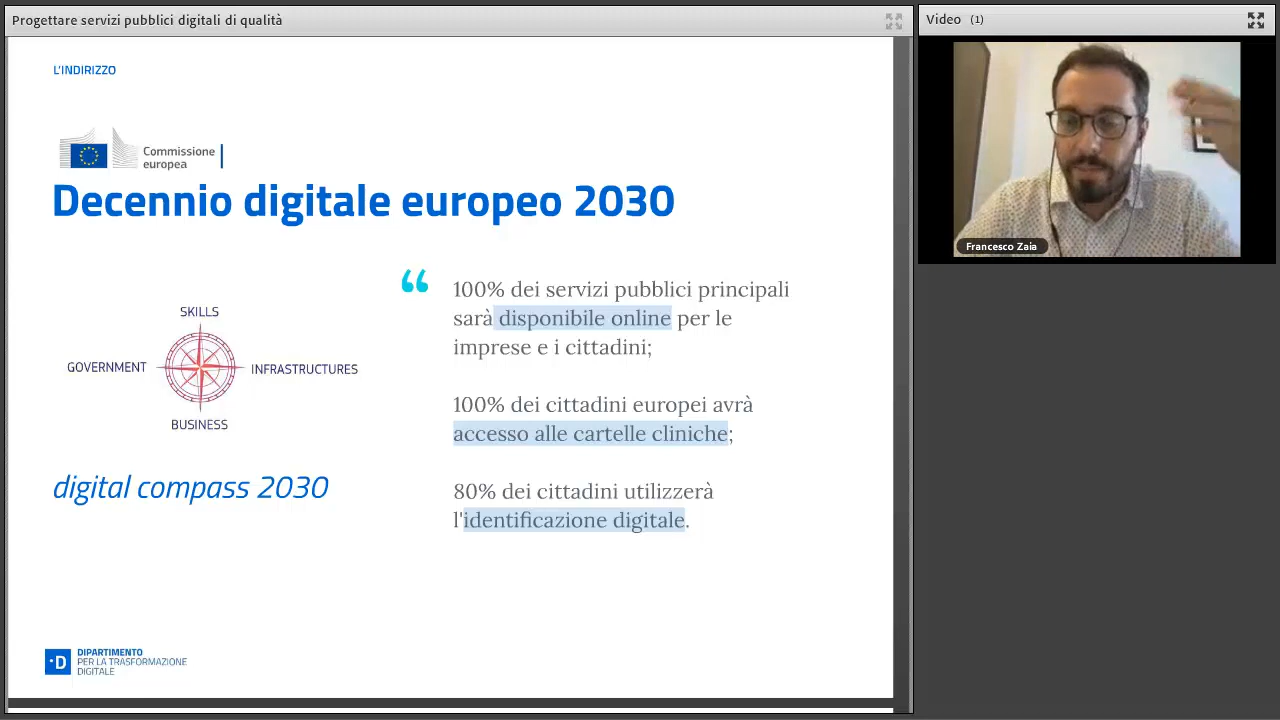 Progettare servizi pubblici digitali di qualità
Video (1)
L'INDIRIZZO
Commissione
europea
Decennio digitale europeo 2030
SKILLS
GOVERNMENT
INFRASTRUCTURES
BUSINESS
digital compass 2030
“
100% dei servizi pubblici principali
sarà disponibile online per le
imprese e i cittadini;
100% dei cittadini europei avrà
accesso alle cartelle cliniche;
80% dei cittadini utilizzerà
l'identificazione digitale.
·D
DIPARTIMENTO
PER LA TRASFORMAZIONE
DIGITALE
Francesco Zaia